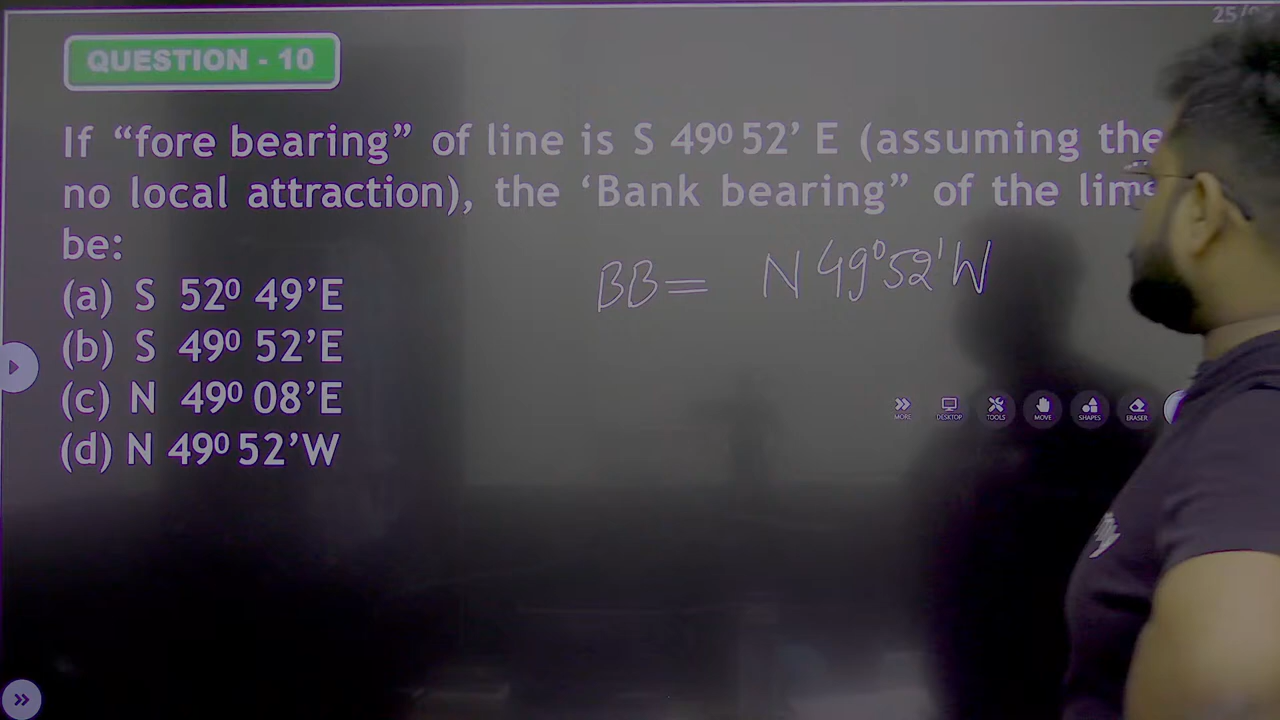 25/
QUESTION - 10
If “fore bearing” of line is S 49⁰ 52’ E (assuming the
no local attraction), the ‘Bank bearing” of the line
be:
BB = N 49⁰ 52' W
(a) S 52⁰ 49’E
(b) S 49⁰ 52’E
(c) N 49⁰ 08’E
(d) N 49⁰ 52’W
MORE DESKTOP TOOLS MOVE SHAPES ERASER